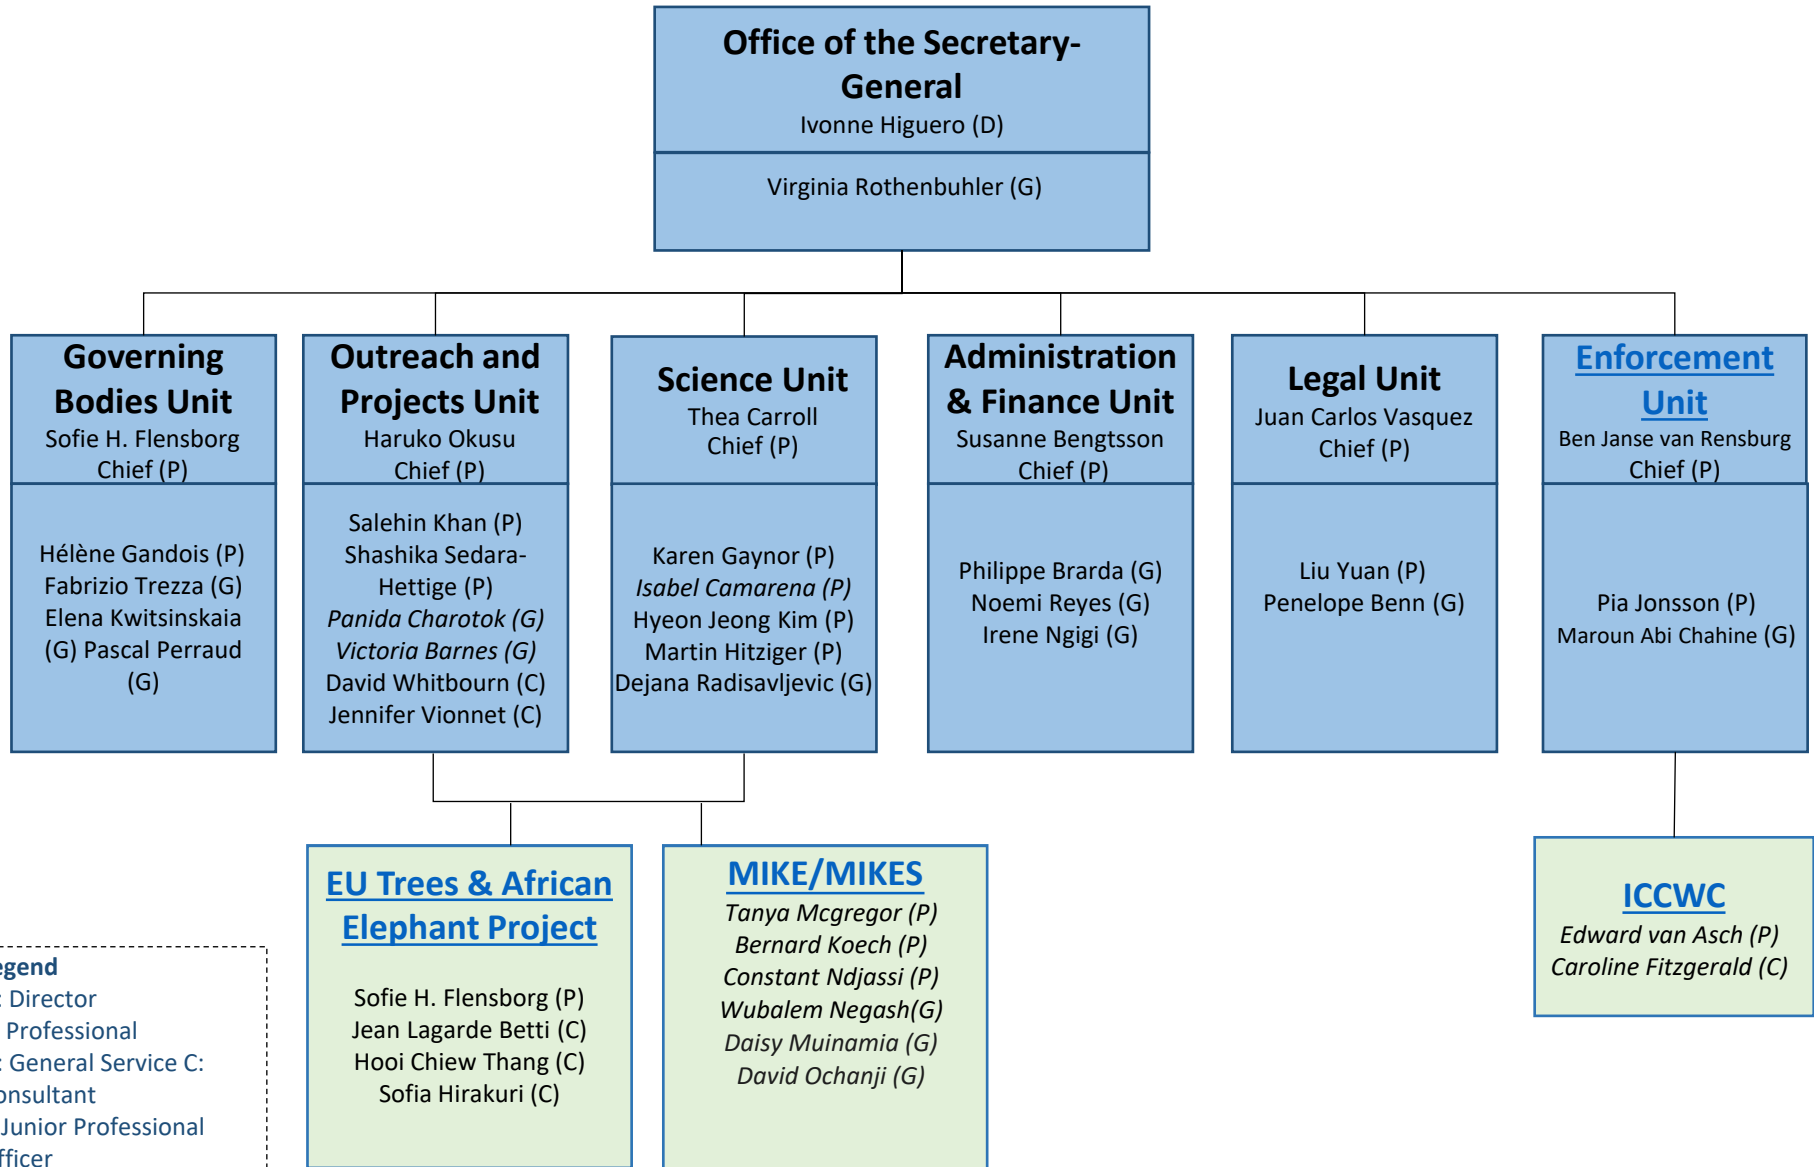 Office of the Secretary-
General
Ivonne Higuero (D)
Virginia Rothenbuhler (G)
Governing
Bodies Unit
Sofie H. Flensborg
Chief (P)
Hélène Gandois (P)
Fabrizio Trezza (G)
Elena Kwitsinskaia
(G) Pascal Perraud
(G)
Outreach and
Projects Unit
Haruko Okusu
Chief (P)
Salehin Khan (P)
Shashika Sedara-
Hettige (P)
Panida Charotok (G)
Victoria Barnes (G)
David Whitbourn (C)
Jennifer Vionnet (C)
Science Unit
Thea Carroll
Chief (P)
Karen Gaynor (P)
Isabel Camarena (P)
Hyeon Jeong Kim (P)
Martin Hitziger (P)
Dejana Radisavljevic (G)
Administration
& Finance Unit
Susanne Bengtsson
Chief (P)
Philippe Brarda (G)
Noemi Reyes (G)
Irene Ngigi (G)
Legal Unit
Juan Carlos Vasquez
Chief (P)
Liu Yuan (P)
Penelope Benn (G)
Enforcement
Unit
Ben Janse van Rensburg
Chief (P)
Pia Jonsson (P)
Maroun Abi Chahine (G)
EU Trees & African
Elephant Project
Sofie H. Flensborg (P)
Jean Lagarde Betti (C)
Hooi Chiew Thang (C)
Sofia Hirakuri (C)
MIKE/MIKES
Tanya Mcgregor (P)
Bernard Koech (P)
Constant Ndjassi (P)
Wubalem Negash(G)
Daisy Muinamia (G)
David Ochanji (G)
ICCWC
Edward van Asch (P)
Caroline Fitzgerald (C)
egend
: Director
Professional
: General Service C:
onsultant
Junior Professional
fficer